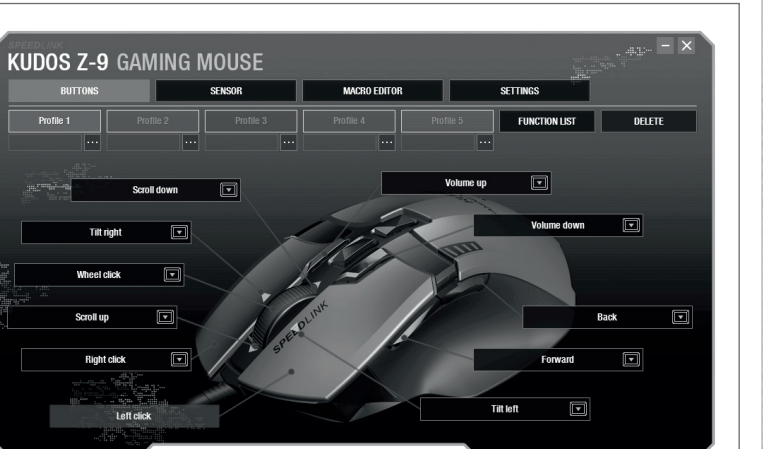 SPEEDLINK
KUDOS Z-9 GAMING MOUSE
BUTTONS SENSOR MACRO EDITOR SETTINGS
Profile 1 Profile 2 Profile 3 Profile 4 Profile 5 FUNCTION LIST DELETE
... ... ... ... ...
Scroll down
Volume up
Tilt right
Volume down
Wheel click
Scroll up
Back
Right click
Forward
Left click
Tilt left
SPEEDLINK